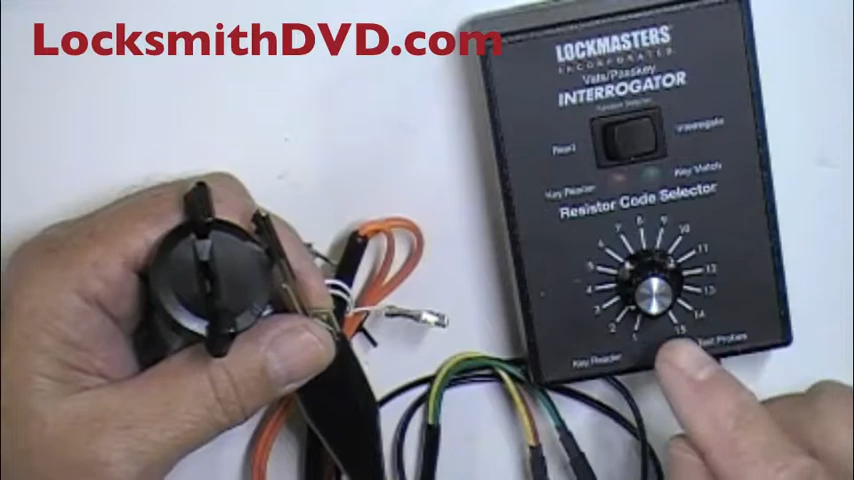 LocksmithDVD.com
LOCKMASTERS
INCORPORATED
Vats/Passkey
INTERROGATOR
Function Selector
Read
Interrogate
Key Reader
Key Match
Resistor Code Selector
1 2 3 4 5 6 7 8 9 10 11 12 13 14 15
Key Reader
Test Probes